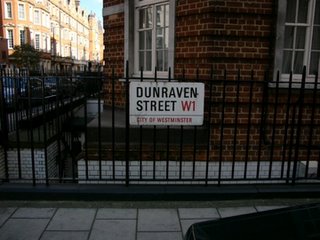 DUNRAVEN
STREET W1
CITY OF WESTMINSTER